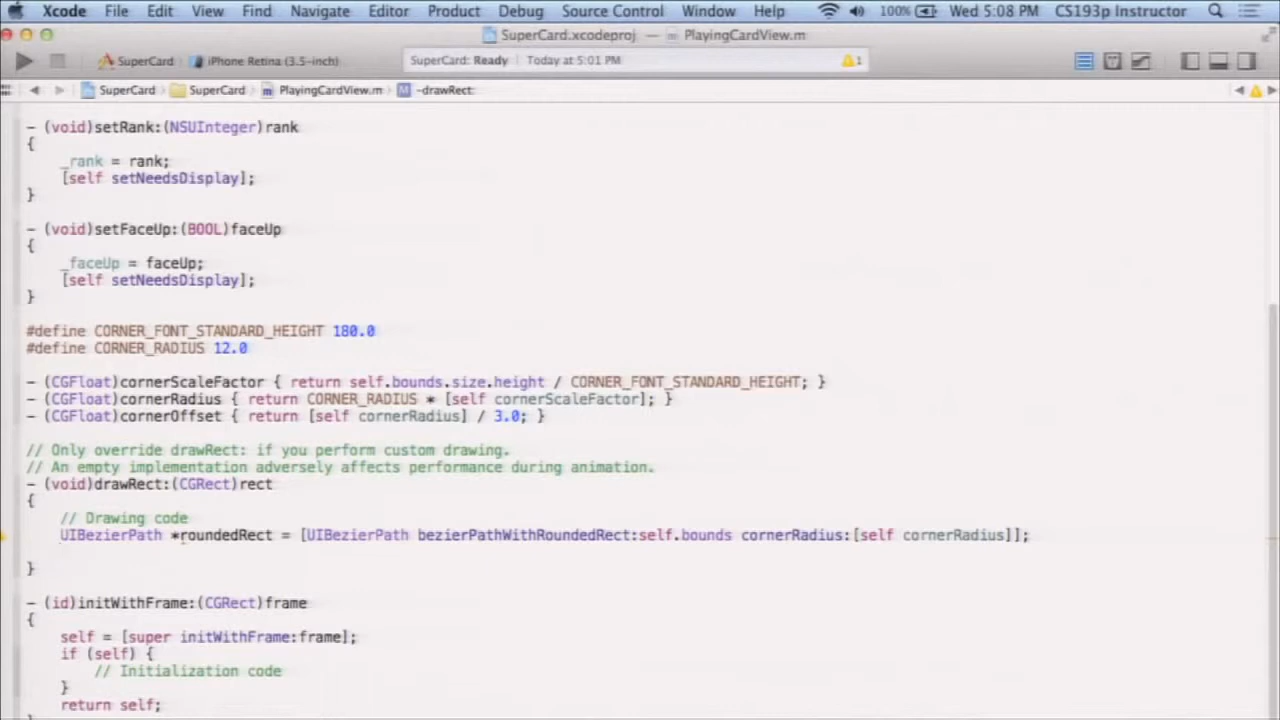 Xcode File Edit View Find Navigate Editor Product Debug Source Control Window Help 100% Wed 5:08 PM CS193p Instructor
SuperCard.xcodeproj — PlayingCardView.m
SuperCard iPhone Retina (3.5-inch) SuperCard: Ready Today at 5:01 PM 1
SuperCard SuperCard PlayingCardView.m M -drawRect:
- (void)setRank:(NSUInteger)rank
{
_rank = rank;
[self setNeedsDisplay];
}
- (void)setFaceUp:(BOOL)faceUp
{
_faceUp = faceUp;
[self setNeedsDisplay];
}
#define CORNER_FONT_STANDARD_HEIGHT 180.0
#define CORNER_RADIUS 12.0
- (CGFloat)cornerScaleFactor { return self.bounds.size.height / CORNER_FONT_STANDARD_HEIGHT; }
- (CGFloat)cornerRadius { return CORNER_RADIUS * [self cornerScaleFactor]; }
- (CGFloat)cornerOffset { return [self cornerRadius] / 3.0; }
// Only override drawRect: if you perform custom drawing.
// An empty implementation adversely affects performance during animation.
- (void)drawRect:(CGRect)rect
{
// Drawing code
UIBezierPath *roundedRect = [UIBezierPath bezierPathWithRoundedRect:self.bounds cornerRadius:[self cornerRadius]];
}
- (id)initWithFrame:(CGRect)frame
{
self = [super initWithFrame:frame];
if (self) {
// Initialization code
}
return self;
}